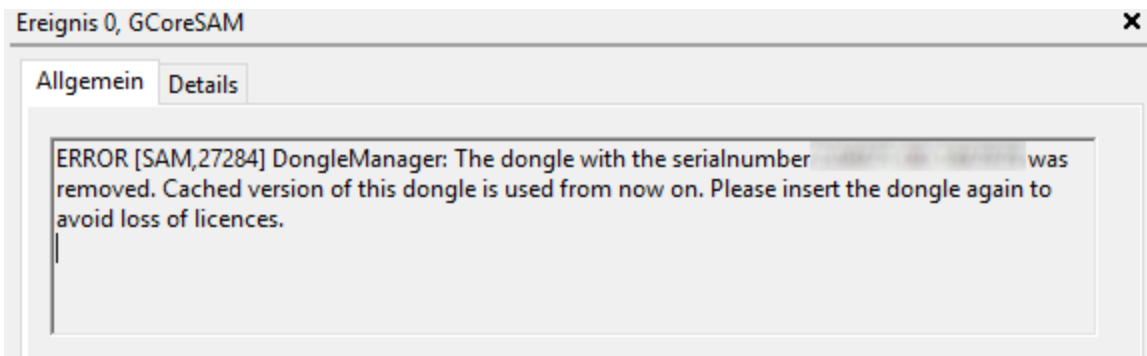 Ereignis 0, GCoreSAM
Allgemein
Details
ERROR [SAM,27284] DongleManager: The dongle with the serialnumber was
removed. Cached version of this dongle is used from now on. Please insert the dongle again to
avoid loss of licences.